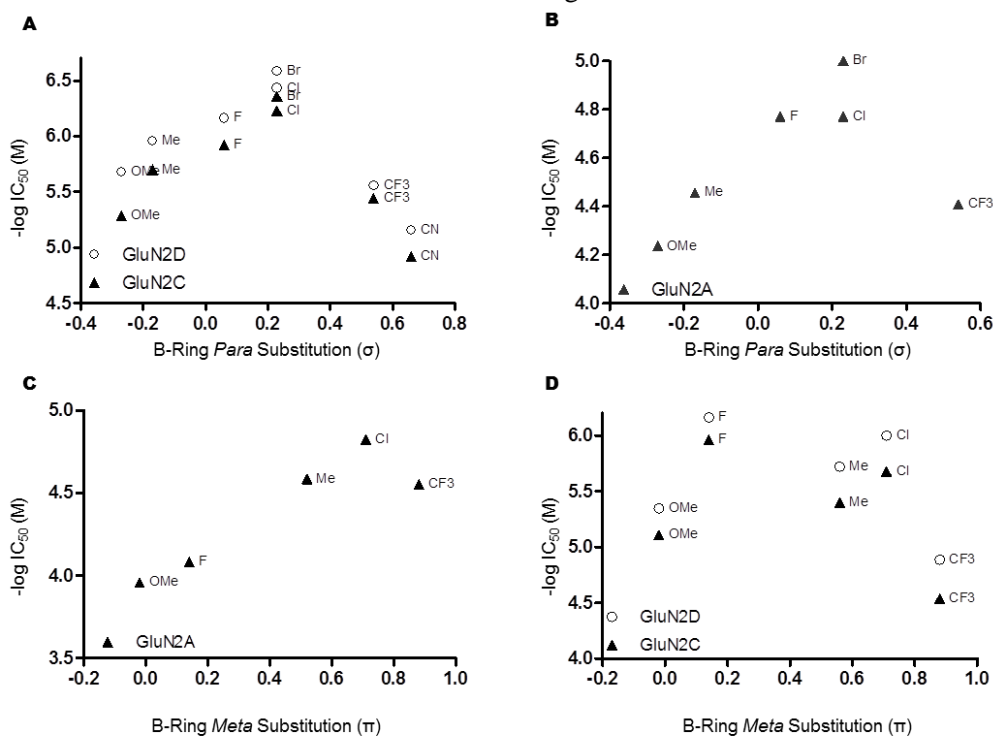 A
-log IC50 (M)
6.5
6.0
5.5
5.0
4.5
Br
Cl
Br
Cl
F
F
Me
Me
OMe
OMe
CF3
CF3
CN
CN
GluN2D
GluN2C
-0.4 -0.2 0.0 0.2 0.4 0.6 0.8
B-Ring Para Substitution (σ)
B
-log IC50 (M)
5.0
4.8
4.6
4.4
4.2
4.0
Br
F
Cl
Me
CF3
OMe
GluN2A
-0.4 -0.2 0.0 0.2 0.4 0.6
B-Ring Para Substitution (σ)
C
-log IC50 (M)
5.0
4.5
4.0
3.5
Cl
Me
CF3
F
OMe
GluN2A
-0.2 0.0 0.2 0.4 0.6 0.8 1.0
B-Ring Meta Substitution (π)
D
-log IC50 (M)
6.0
5.5
5.0
4.5
4.0
F
F
Cl
Me
Cl
Me
OMe
OMe
CF3
CF3
GluN2D
GluN2C
-0.2 0.0 0.2 0.4 0.6 0.8 1.0
B-Ring Meta Substitution (π)